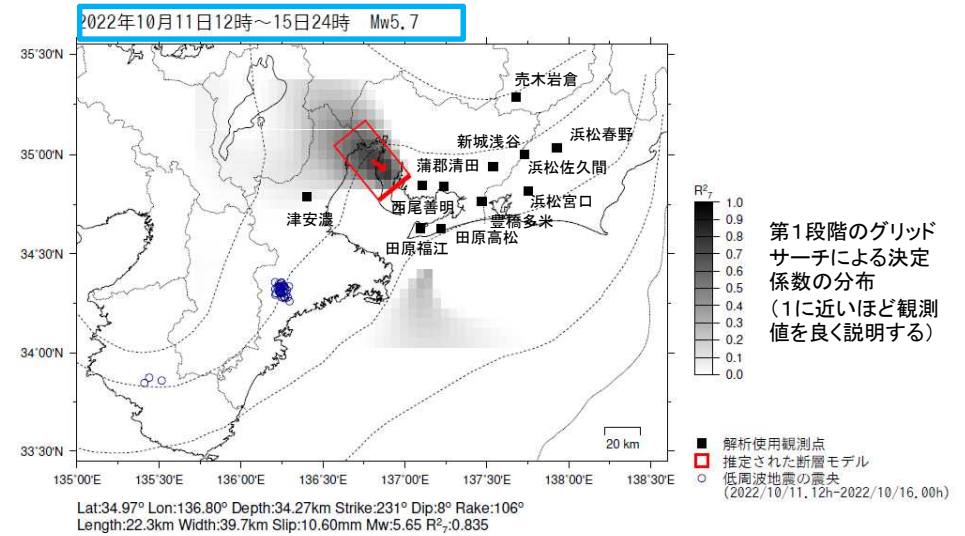 2022年10月11日12時～15日24時　Mw5.7
35°30'N
35°00'N
34°30'N
34°00'N
33°30'N
135°00'E
135°30'E
136°00'E
136°30'E
137°00'E
137°30'E
138°00'E
138°30'E
売木岩倉
新城浅谷
浜松春野
蒲郡清田
浜松佐久間
西尾善明
浜松宮口
津安濃
豊橋多米
田原高松
田原福江
20 km
R²₇
1.0
0.9
0.8
0.7
0.6
0.5
0.4
0.3
0.2
0.1
0.0
第1段階のグリッド
サーチによる決定
係数の分布
（1に近いほど観測
値を良く説明する）
解析使用観測点
推定された断層モデル
低周波地震の震央
(2022/10/11.12h-2022/10/16.00h)
Lat:34.97° Lon:136.80° Depth:34.27km Strike:231° Dip:8° Rake:106°
Length:22.3km Width:39.7km Slip:10.60mm Mw:5.65 R²₇:0.835